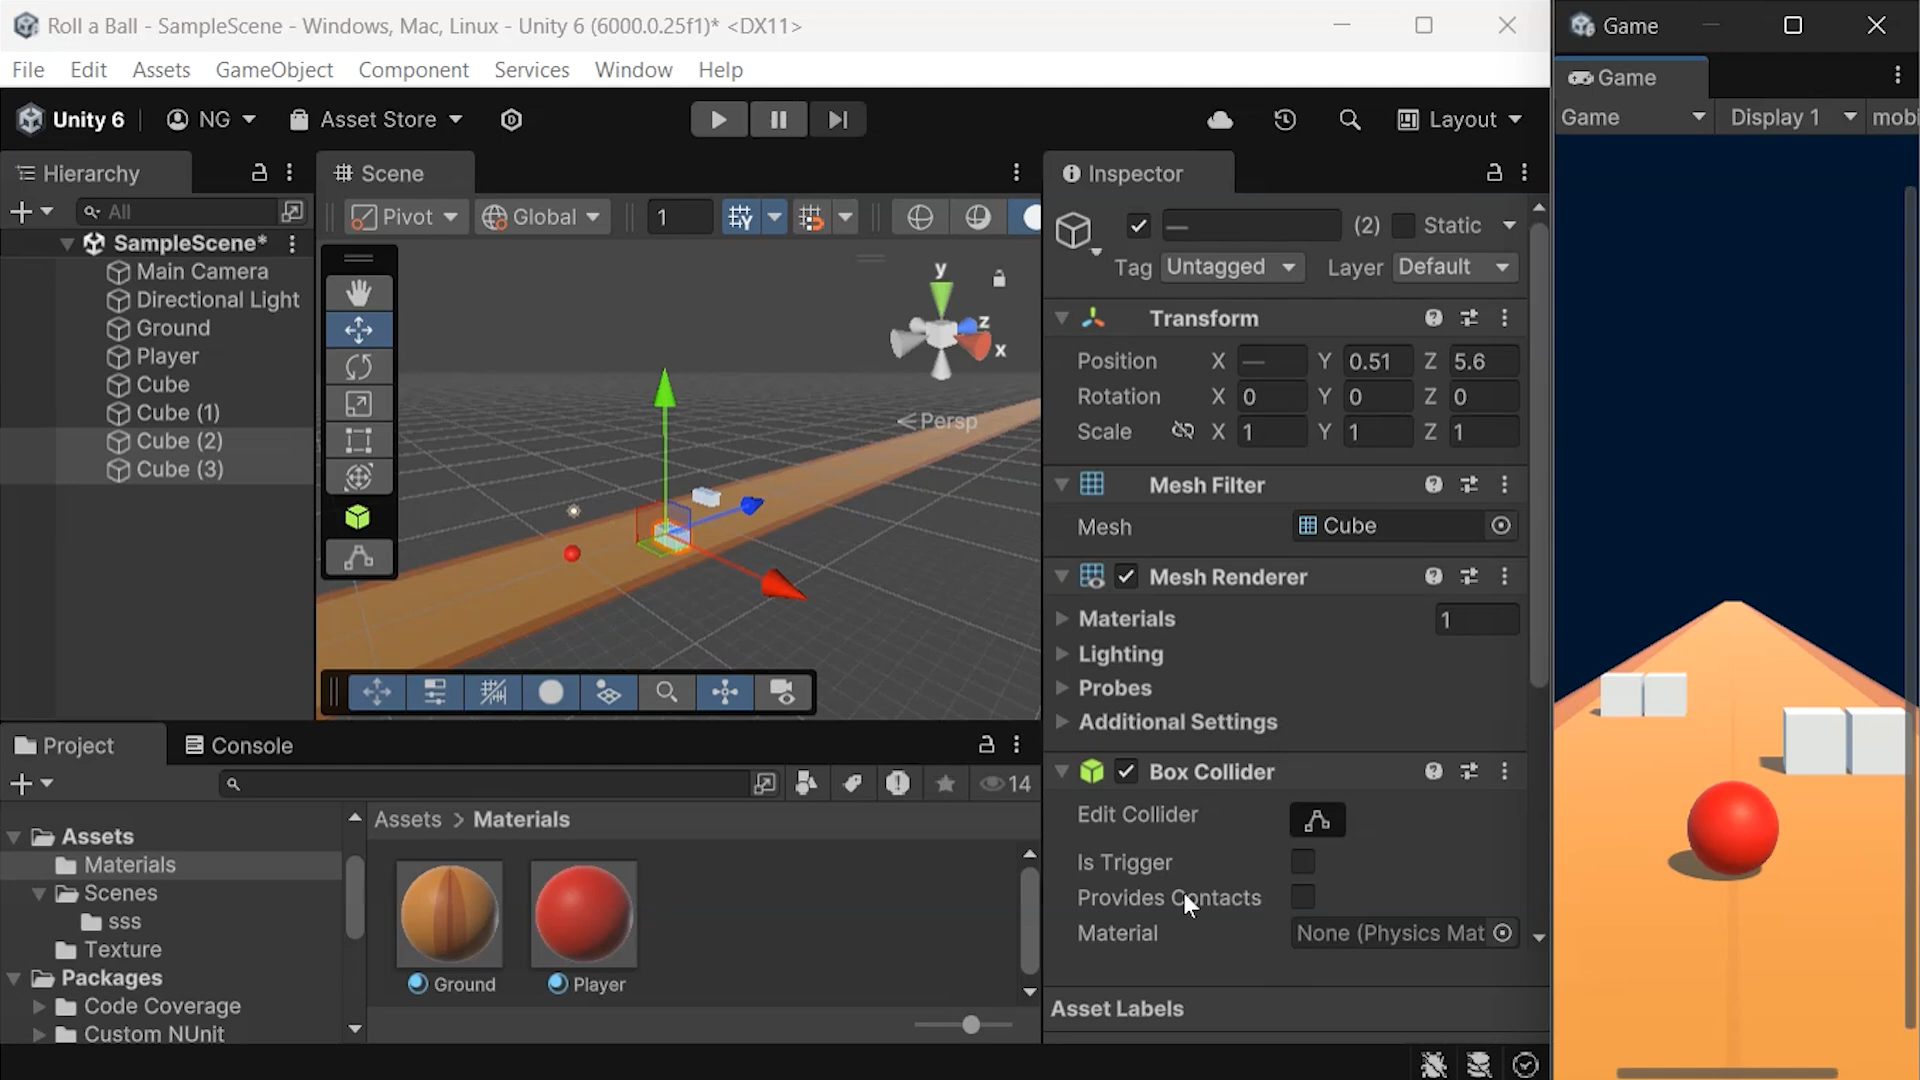 Roll a Ball - SampleScene - Windows, Mac, Linux - Unity 6 (6000.0.25f1)* <DX11>
File Edit Assets GameObject Component Services Window Help
Unity 6 NG Asset Store Layout
Hierarchy
All
SampleScene*
Main Camera
Directional Light
Ground
Player
Cube
Cube (1)
Cube (2)
Cube (3)
Scene
Pivot Global 1
y
z
x
Persp
Inspector
— (2) Static
Tag Untagged Layer Default
Transform
Position X — Y 0.51 Z 5.6
Rotation X 0 Y 0 Z 0
Scale X 1 Y 1 Z 1
Mesh Filter
Mesh Cube
Mesh Renderer
Materials 1
Lighting
Probes
Additional Settings
Box Collider
Edit Collider
Is Trigger
Provides Contacts
Material None (Physics Mat
Asset Labels
Project Console
14
Assets
Materials
Scenes
sss
Texture
Packages
Code Coverage
Custom NUnit
Assets > Materials
Ground Player
Game
Game
Game Display 1 mobi